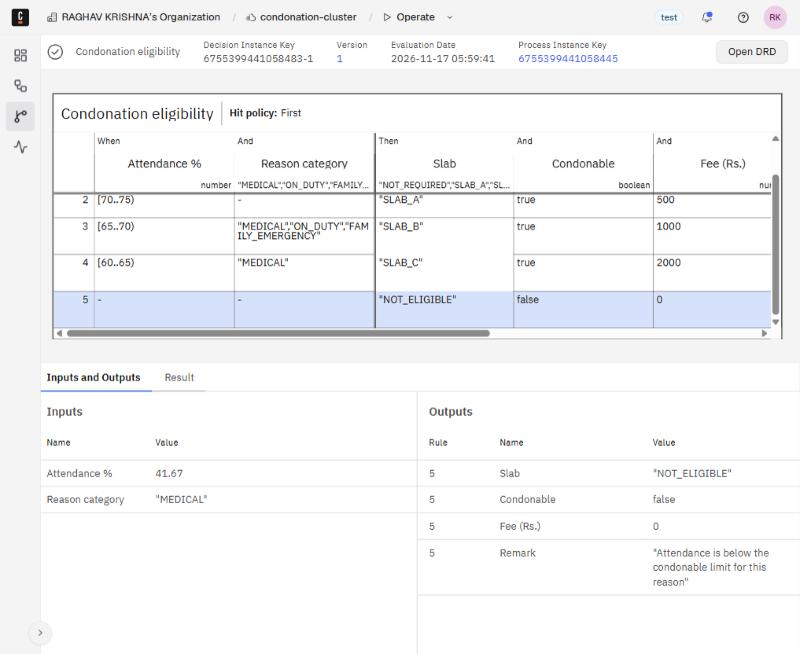 C
RAGHAV KRISHNA's Organization / condonation-cluster / Operate
test
RK
Condonation eligibility
Decision Instance Key
6755399441058483-1
Version
1
Evaluation Date
2026-11-17 05:59:41
Process Instance Key
6755399441058445
Open DRD
Condonation eligibility Hit policy: First
When And Then And And
Attendance % Reason category Slab Condonable Fee (Rs.)
number "MEDICAL","ON_DUTY","FAMILY... "NOT_REQUIRED","SLAB_A","SL... boolean nur
2 [70..75) - "SLAB_A" true 500
3 [65..70) "MEDICAL","ON_DUTY","FAM
ILY_EMERGENCY" "SLAB_B" true 1000
4 [60..65) "MEDICAL" "SLAB_C" true 2000
5 - - "NOT_ELIGIBLE" false 0
Inputs and Outputs Result
Inputs
Name Value
Attendance % 41.67
Reason category "MEDICAL"
Outputs
Rule Name Value
5 Slab "NOT_ELIGIBLE"
5 Condonable false
5 Fee (Rs.) 0
5 Remark "Attendance is below the
condonable limit for this
reason"